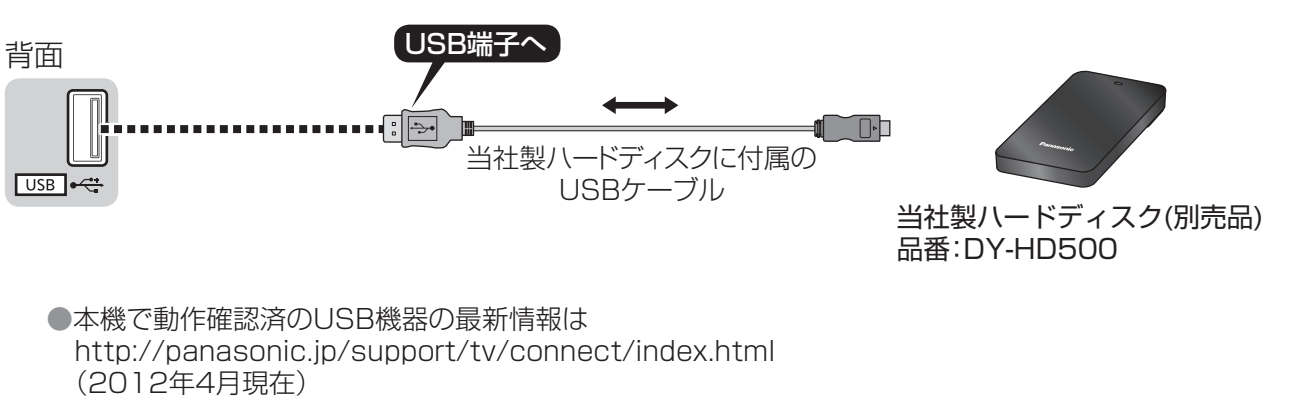 USB端子へ
背面
USB
当社製ハードディスクに付属の
USBケーブル
Panasonic
当社製ハードディスク(別売品)
品番:DY-HD500
●本機で動作確認済のUSB機器の最新情報は
http://panasonic.jp/support/tv/connect/index.html
(2012年4月現在)